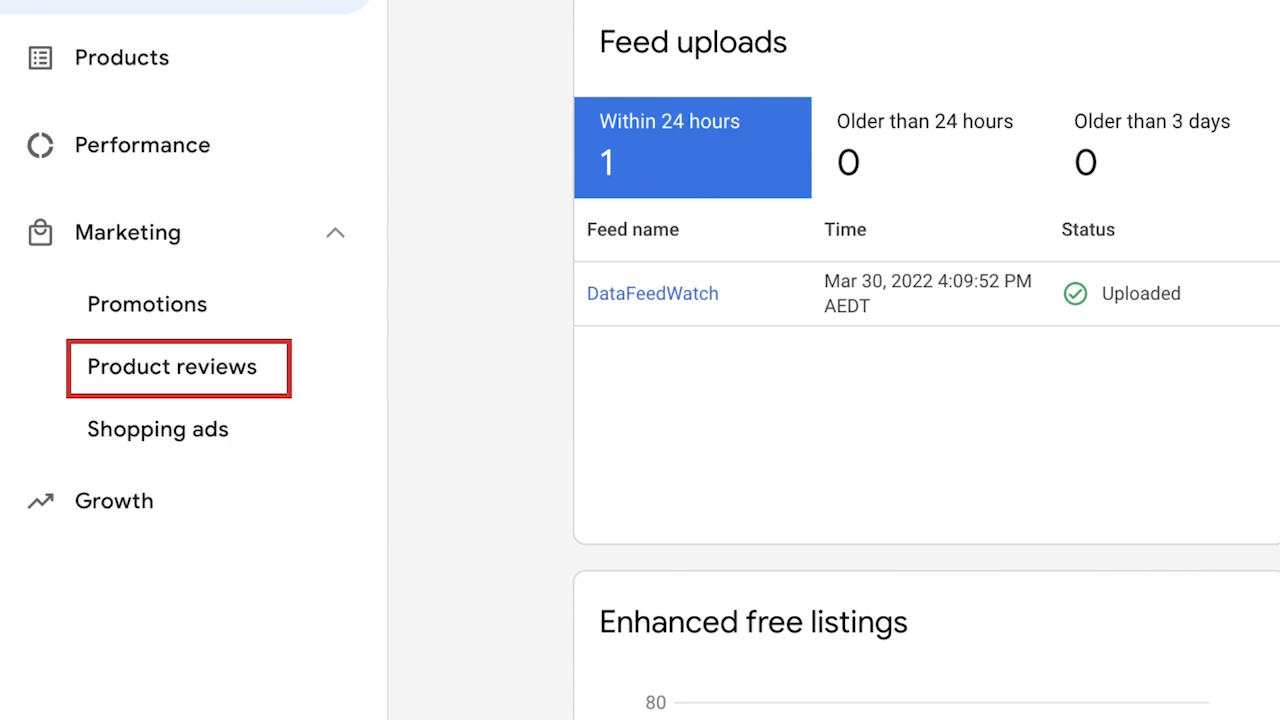 Products
Performance
Marketing
Promotions
Product reviews
Shopping ads
Growth
Feed uploads
Within 24 hours
1
Older than 24 hours
0
Older than 3 days
0
Feed name
Time
Status
DataFeedWatch
Mar 30, 2022 4:09:52 PM
AEDT
Uploaded
Enhanced free listings
80